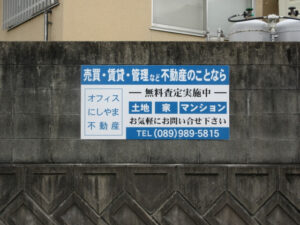 売買・賃貸・管理など不動産のことなら
オフィス
にしやま
不動産
無料査定実施中
土地 家 マンション
お気軽にお問い合せ下さい
TEL(089)989-5815